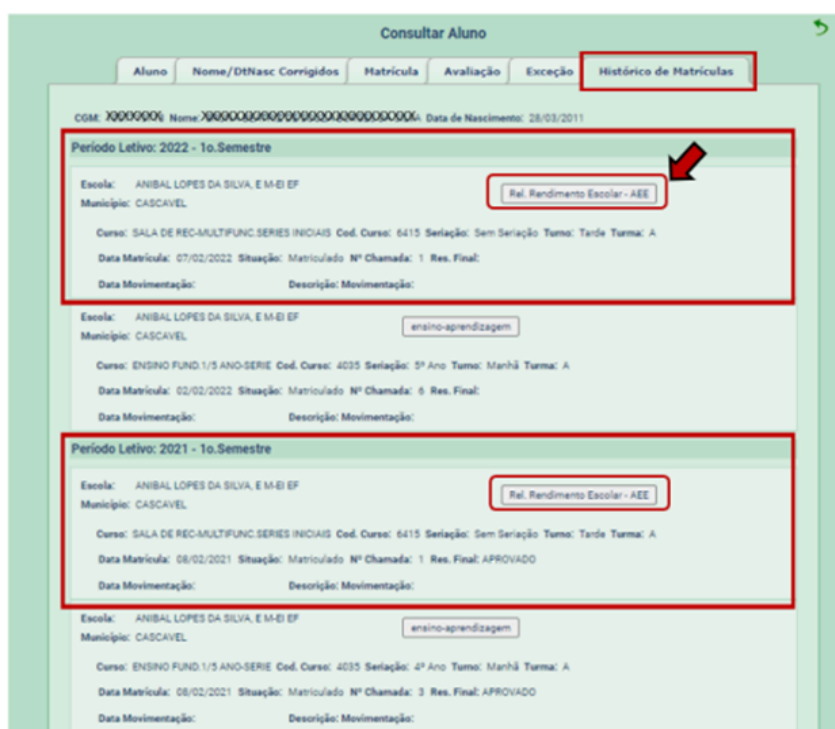 Consultar Aluno
Aluno Nome/DtNasc Corrigidos Matrícula Avaliação Exceção Histórico de Matrículas
CGM: Nome: Data de Nascimento: 28/03/2011
Período Letivo: 2022 - 1o.Semestre
Escola: ANIBAL LOPES DA SILVA, E M-EI EF Rel. Rendimento Escolar - AEE
Município: CASCAVEL
Curso: SALA DE REC-MULTIFUNC.SERIES INICIAIS Cod. Curso: 6415 Seriação: Sem Seriação Turno: Tarde Turma: A
Data Matrícula: 07/02/2022 Situação: Matriculado Nº Chamada: 1 Res. Final:
Data Movimentação: Descrição: Movimentação:
Escola: ANIBAL LOPES DA SILVA, E M-EI EF ensino-aprendizagem
Município: CASCAVEL
Curso: ENSINO FUND.1/5 ANO-SERIE Cod. Curso: 4035 Seriação: 5º Ano Turno: Manhã Turma: A
Data Matrícula: 02/02/2022 Situação: Matriculado Nº Chamada: 6 Res. Final:
Data Movimentação: Descrição: Movimentação:
Período Letivo: 2021 - 1o.Semestre
Escola: ANIBAL LOPES DA SILVA, E M-EI EF Rel. Rendimento Escolar - AEE
Município: CASCAVEL
Curso: SALA DE REC-MULTIFUNC.SERIES INICIAIS Cod. Curso: 6415 Seriação: Sem Seriação Turno: Tarde Turma: A
Data Matrícula: 08/02/2021 Situação: Matriculado Nº Chamada: 1 Res. Final: APROVADO
Data Movimentação: Descrição: Movimentação:
Escola: ANIBAL LOPES DA SILVA, E M-EI EF ensino-aprendizagem
Município: CASCAVEL
Curso: ENSINO FUND.1/5 ANO-SERIE Cod. Curso: 4035 Seriação: 4º Ano Turno: Manhã Turma: A
Data Matrícula: 08/02/2021 Situação: Matriculado Nº Chamada: 3 Res. Final: APROVADO
Data Movimentação: Descrição: Movimentação: